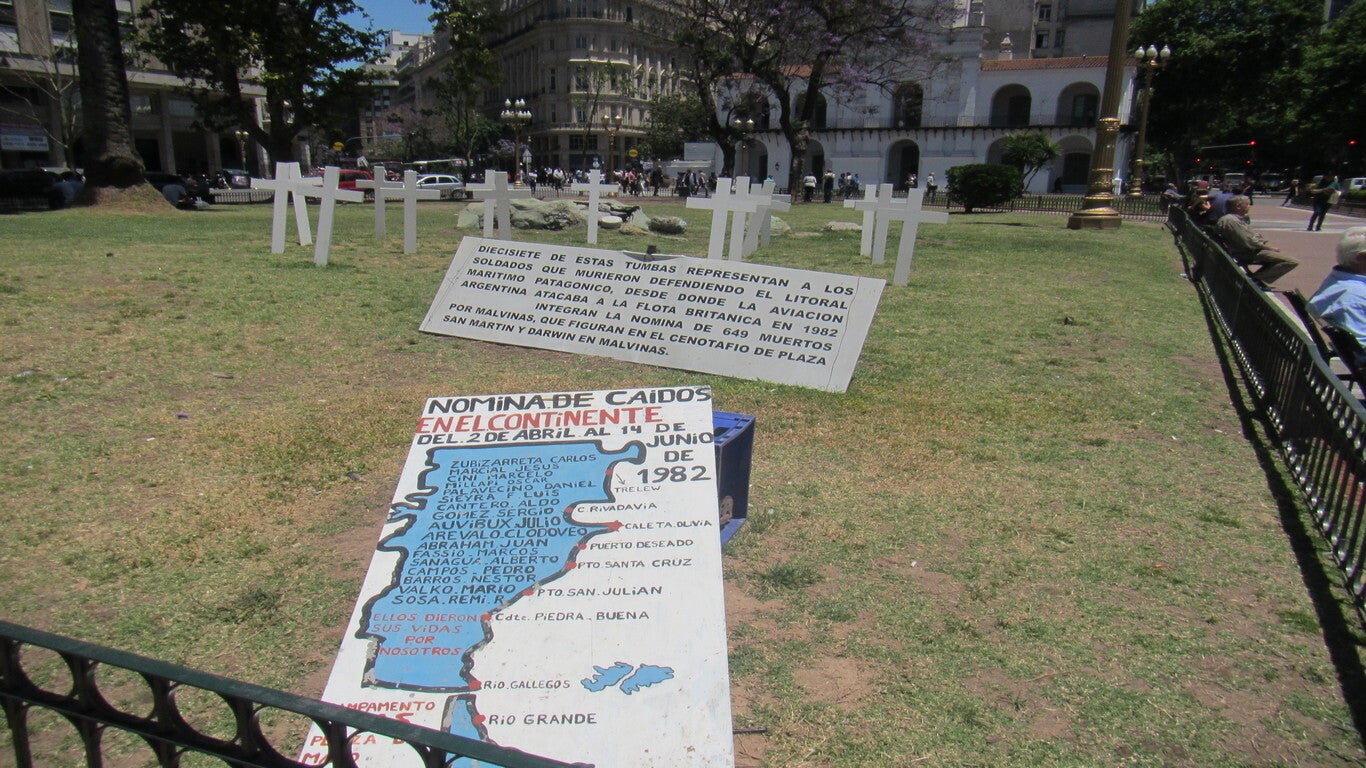 DIECISIETE DE ESTAS TUMBAS REPRESENTAN A LOS
SOLDADOS QUE MURIERON DEFENDIENDO EL LITORAL
MARITIMO PATAGONICO, DESDE DONDE LA AVIACION
ARGENTINA ATACABA A LA FLOTA BRITANICA EN 1982
INTEGRAN LA NOMINA DE 649 MUERTOS
POR MALVINAS, QUE FIGURAN EN EL CENOTAFIO DE PLAZA
SAN MARTIN Y DARWIN EN MALVINAS.
NOMINA DE CAIDOS
EN EL CONTINENTE
DEL 2 DE ABRIL AL 14 DE
JUNIO
DE
1982
ZUBIZARRETA CARLOS
MARCIAL JESUS
CINI MARCELO
MILLAPI OSCAR
PALAVECINO DANIEL
SIEYRA F. LUIS
CANTERO. ALDO
GOMEZ SERGIO
AUVIBUX JULIO
AREVALO. CLODOVEO
ABRAHAM JUAN
FASSIO - MARCOS
SANAGUA - ALBERTO
CAMPOS - PEDRO
BARROS. NESTOR
VALKO. MARIO
SOSA. REMI. R
ELLOS DIERON
SUS VIDAS
POR
NOSOTROS
TRELEW
C. RIVADAVIA
CALETA. OLVIA
PUERTO DESEADO
PTO. SANTA CRUZ
PTO. SAN. JULIAN
Cdte. PIEDRA. BUENA
RIO. GALLEGOS
RIO GRANDE
PLAZA DE
MAYO